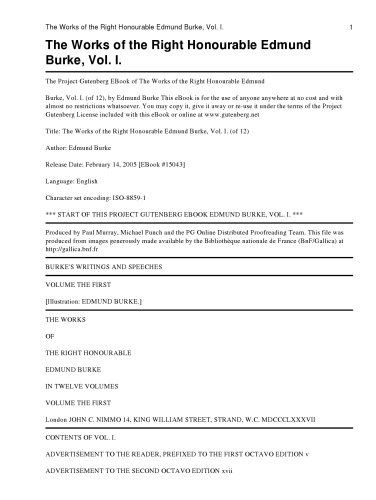 The Works of the Right Honourable Edmund Burke, Vol. I. 1
The Works of the Right Honourable Edmund
Burke, Vol. I.
The Project Gutenberg EBook of The Works of the Right Honourable Edmund
Burke, Vol. I. (of 12), by Edmund Burke This eBook is for the use of anyone anywhere at no cost and with
almost no restrictions whatsoever. You may copy it, give it away or re-use it under the terms of the Project
Gutenberg License included with this eBook or online at www.gutenberg.net
Title: The Works of the Right Honourable Edmund Burke, Vol. I. (of 12)
Author: Edmund Burke
Release Date: February 14, 2005 [EBook #15043]
Language: English
Character set encoding: ISO-8859-1
*** START OF THIS PROJECT GUTENBERG EBOOK EDMUND BURKE, VOL. I. ***
Produced by Paul Murray, Michael Punch and the PG Online Distributed Proofreading Team. This file was
produced from images generously made available by the Bibliothèque nationale de France (BnF/Gallica) at
http://gallica.bnf.fr
BURKE'S WRITINGS AND SPEECHES
VOLUME THE FIRST
[Illustration: EDMUND BURKE.]
THE WORKS
OF
THE RIGHT HONOURABLE
EDMUND BURKE
IN TWELVE VOLUMES
VOLUME THE FIRST
London JOHN C. NIMMO 14, KING WILLIAM STREET, STRAND, W.C. MDCCCLXXXVII
CONTENTS OF VOL. I.
ADVERTISEMENT TO THE READER, PREFIXED TO THE FIRST OCTAVO EDITION v
ADVERTISEMENT TO THE SECOND OCTAVO EDITION xvii